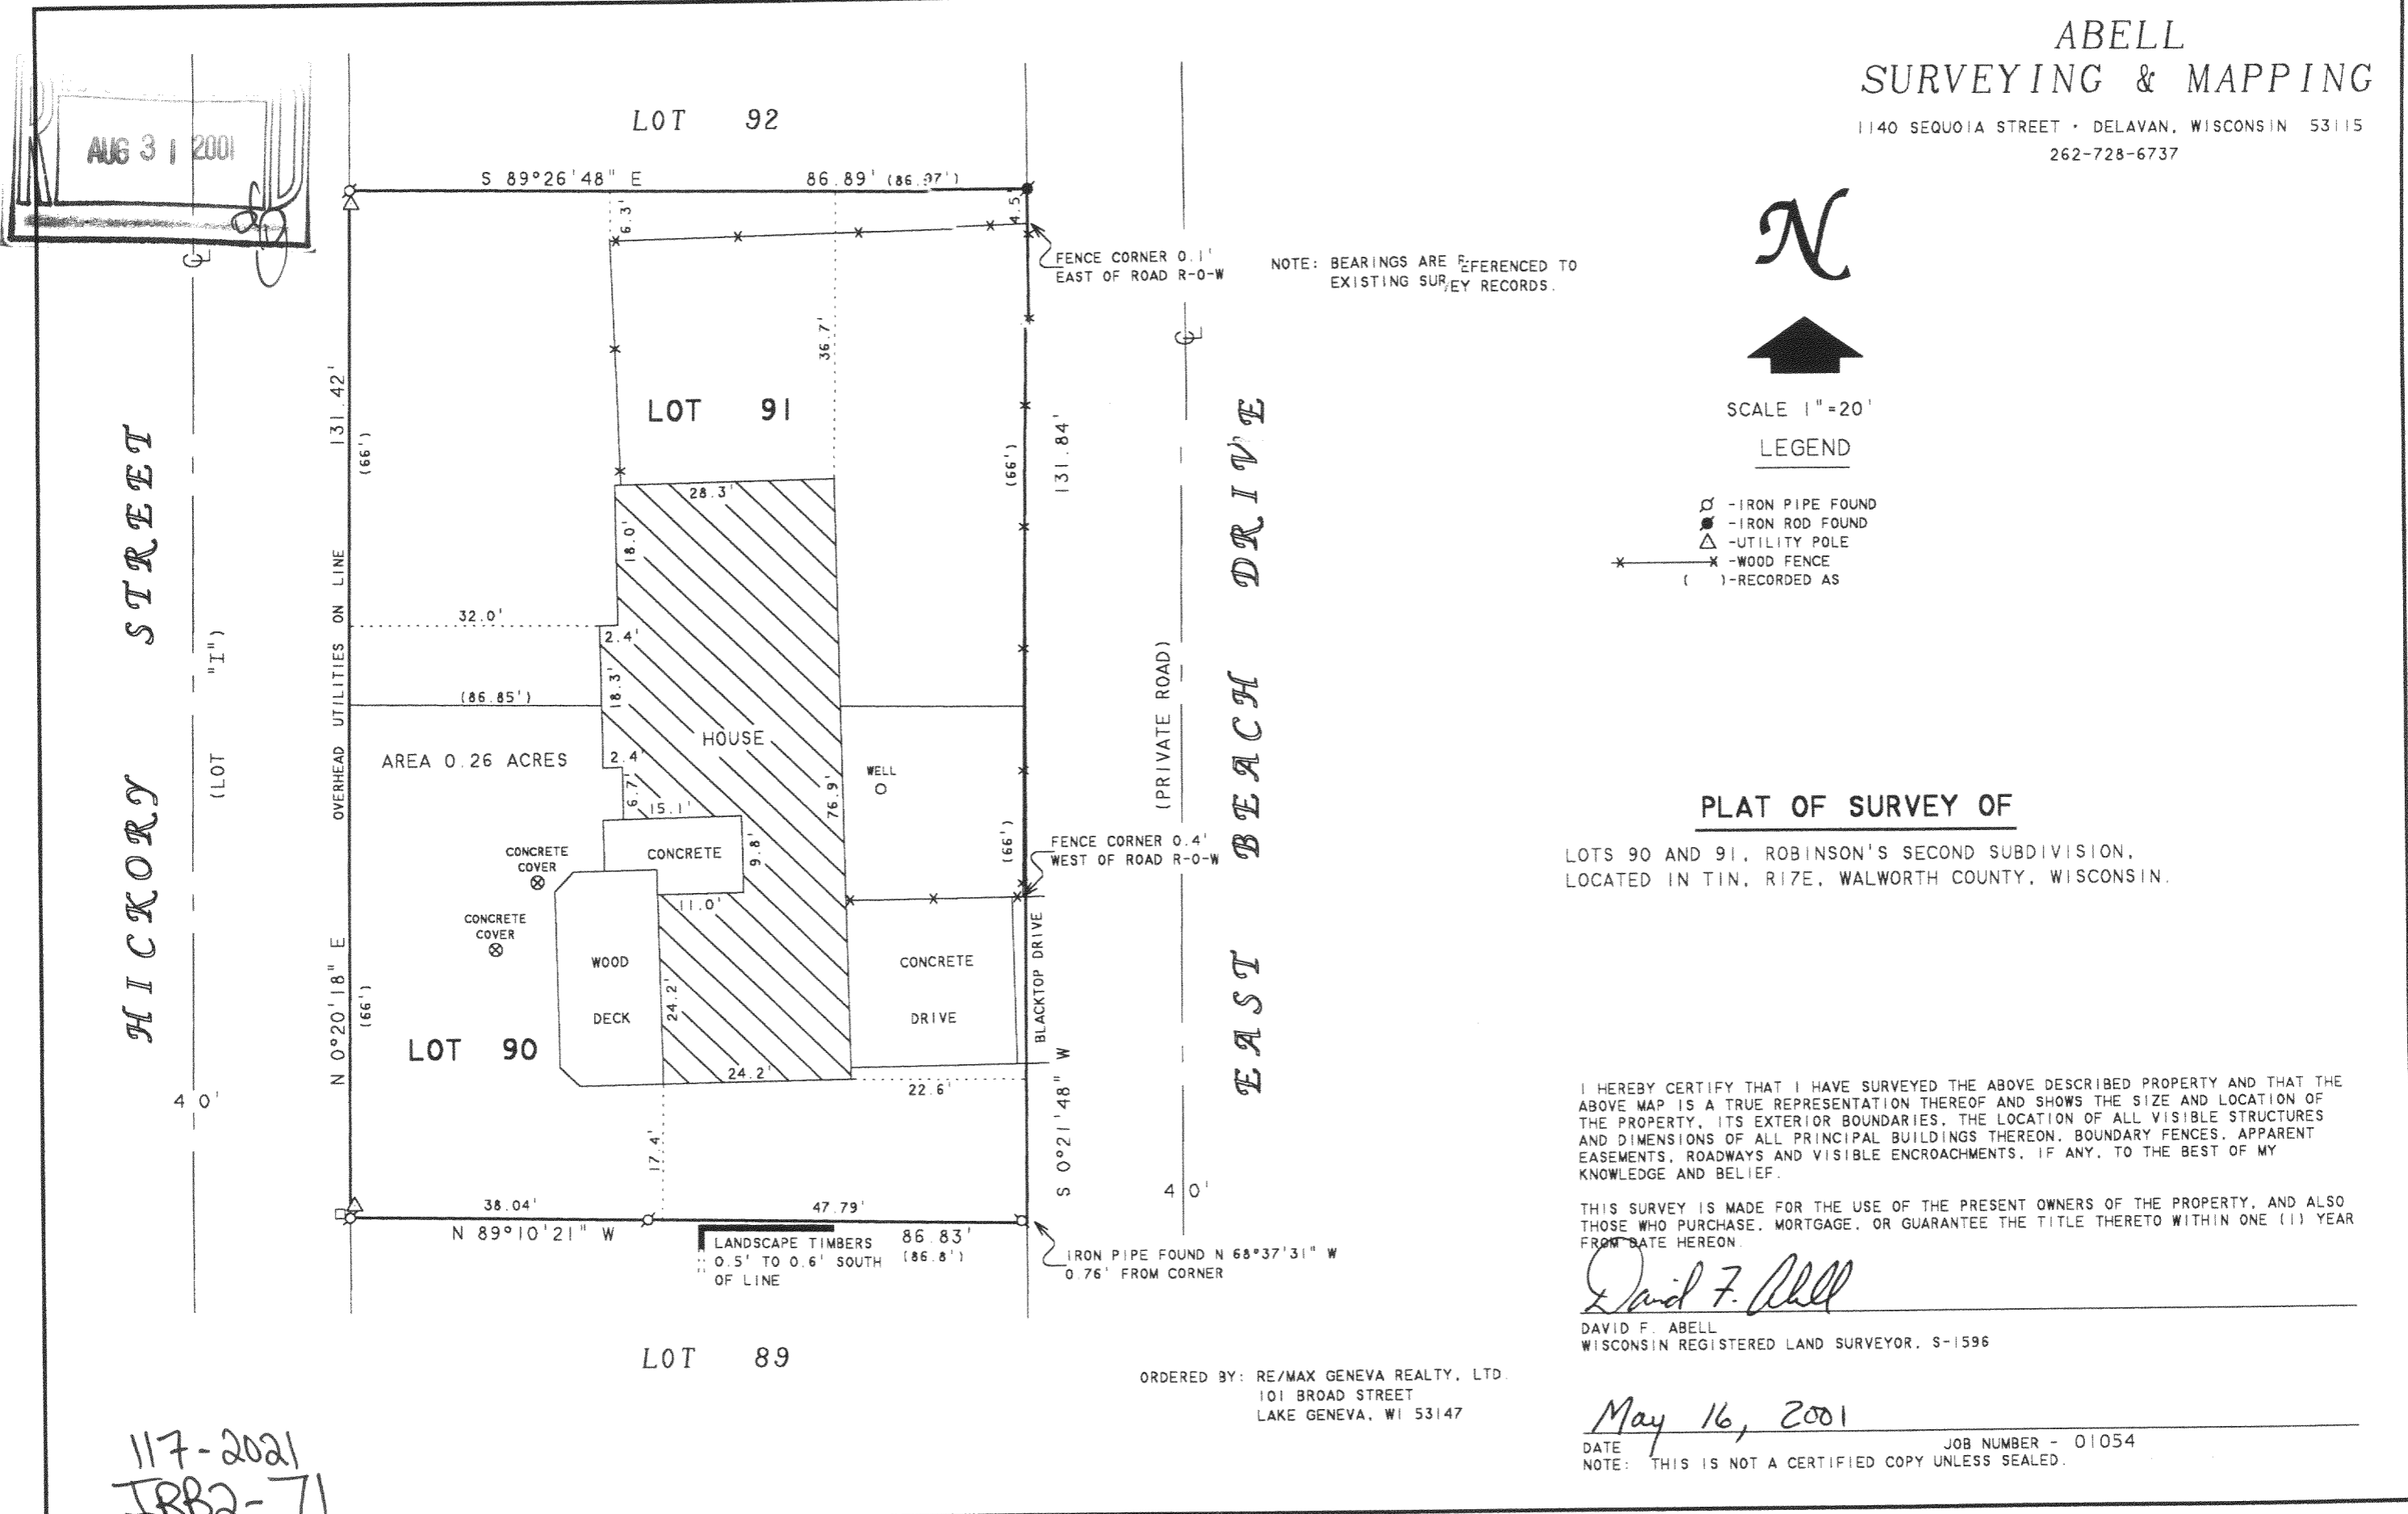 ABELL
SURVEYING & MAPPING
1140 SEQUOIA STREET • DELAVAN, WISCONSIN 53115
262-728-6737
AUG 31 2001
LOT 92
S 89°26'48" E 86.89' (86.97')
6.3'
4.5'
FENCE CORNER 0.1'
EAST OF ROAD R-O-W
NOTE: BEARINGS ARE REFERENCED TO
EXISTING SURVEY RECORDS.
N
SCALE 1"=20'
LEGEND
-IRON PIPE FOUND
-IRON ROD FOUND
-UTILITY POLE
-WOOD FENCE
( )-RECORDED AS
36.7'
131.42'
(66')
LOT 91
(66')
131.84'
28.3'
18.0'
HICKORY STREET
(LOT "I")
OVERHEAD UTILITIES ON LINE
32.0'
2.4'
18.3'
(86.85')
HOUSE
AREA 0.26 ACRES
2.4'
6.7'
15.1'
76.9'
WELL
EAST BEACH DRIVE
(PRIVATE ROAD)
PLAT OF SURVEY OF
LOTS 90 AND 91, ROBINSON'S SECOND SUBDIVISION,
LOCATED IN T1N, R17E, WALWORTH COUNTY, WISCONSIN.
CONCRETE
COVER
CONCRETE
9.8'
(66')
FENCE CORNER 0.4'
WEST OF ROAD R-O-W
11.0'
CONCRETE
COVER
WOOD
DECK
24.2'
CONCRETE
DRIVE
BLACKTOP DRIVE
N 0°20'18" E
(66')
LOT 90
24.2'
22.6'
S 0°21'48" W
40'
17.4'
40'
38.04'
47.79'
N 89°10'21" W
86.83'
(86.8')
LANDSCAPE TIMBERS
0.5' TO 0.6' SOUTH
OF LINE
IRON PIPE FOUND N 68°37'31" W
0.76' FROM CORNER
LOT 89
ORDERED BY: RE/MAX GENEVA REALTY, LTD.
101 BROAD STREET
LAKE GENEVA, WI 53147
I HEREBY CERTIFY THAT I HAVE SURVEYED THE ABOVE DESCRIBED PROPERTY AND THAT THE
ABOVE MAP IS A TRUE REPRESENTATION THEREOF AND SHOWS THE SIZE AND LOCATION OF
THE PROPERTY, ITS EXTERIOR BOUNDARIES, THE LOCATION OF ALL VISIBLE STRUCTURES
AND DIMENSIONS OF ALL PRINCIPAL BUILDINGS THEREON, BOUNDARY FENCES, APPARENT
EASEMENTS, ROADWAYS AND VISIBLE ENCROACHMENTS, IF ANY, TO THE BEST OF MY
KNOWLEDGE AND BELIEF.
THIS SURVEY IS MADE FOR THE USE OF THE PRESENT OWNERS OF THE PROPERTY, AND ALSO
THOSE WHO PURCHASE, MORTGAGE, OR GUARANTEE THE TITLE THERETO WITHIN ONE (1) YEAR
FROM DATE HEREON.
David F. Abell
DAVID F. ABELL
WISCONSIN REGISTERED LAND SURVEYOR, S-1596
May 16, 2001
DATE JOB NUMBER - 01054
NOTE: THIS IS NOT A CERTIFIED COPY UNLESS SEALED.
117-2021
IRB2-71